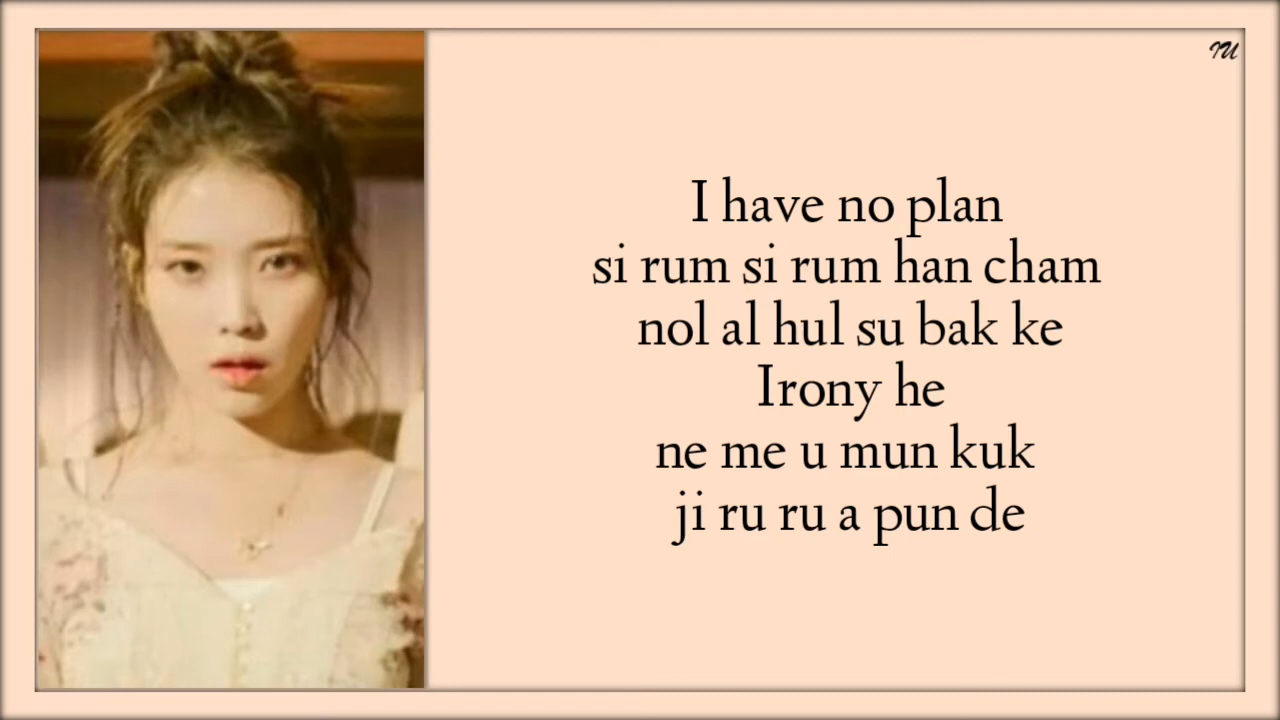 IU
I have no plan
si rum si rum han cham
nol al hul su bak ke
Irony he
ne me u mun kuk
ji ru ru a pun de